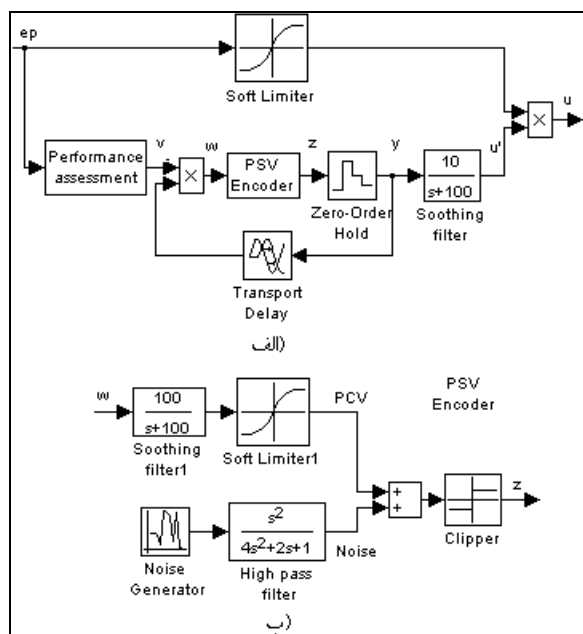 ep
Soft Limiter
u
Performance
assessment
v
×
w
PSV
Encoder
z
y
Zero-Order
Hold
10
s+100
u'
Soothing
filter
×
Transport
Delay
الف)
w
100
s+100
Soothing
filter1
Soft Limiter1
PCV
PSV
Encoder
+
+
z
Clipper
Noise
Generator
s²
4s²+2s+1
High pass
filter
Noise
ب)